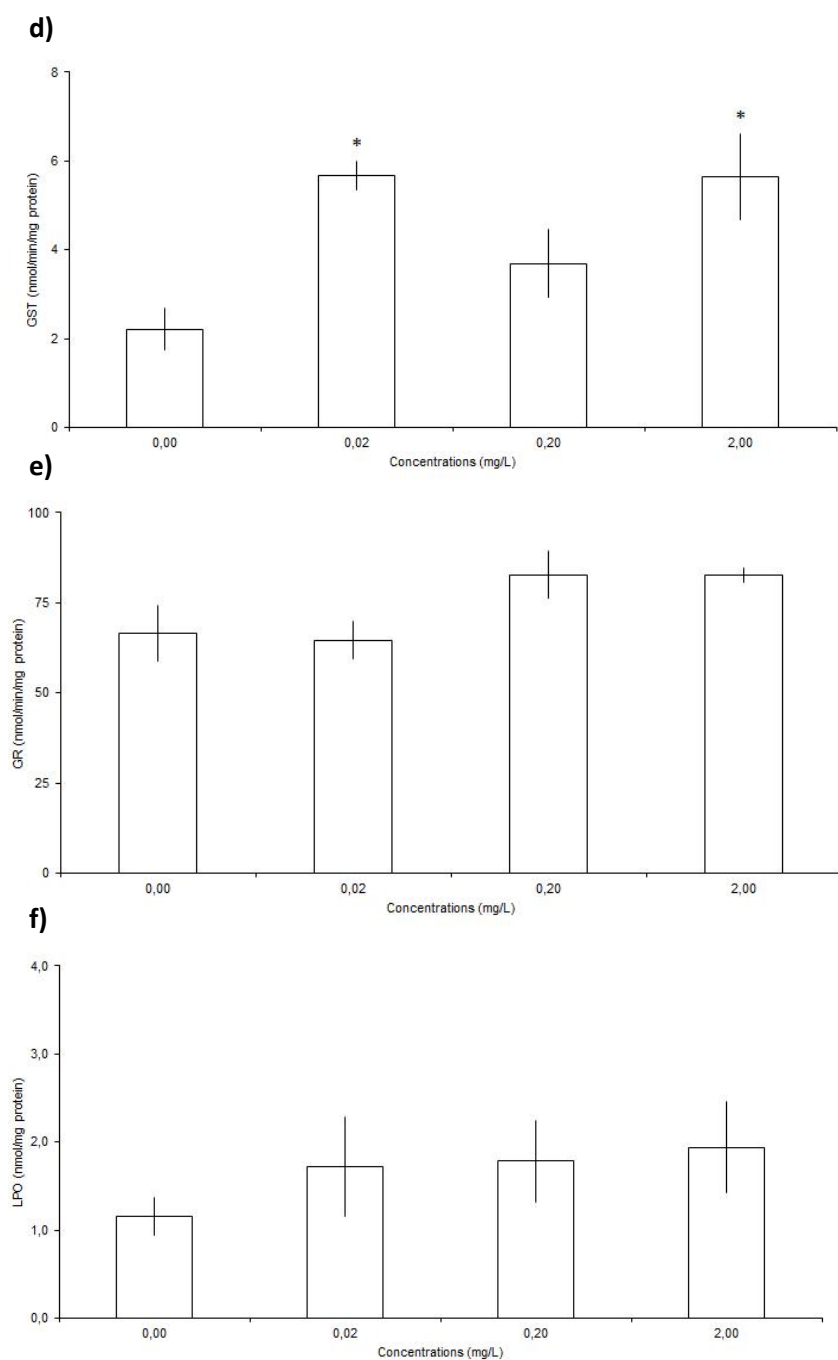 d)
GST (nmol/min/mg protein)
8
6
4
2
0
*
*
0,00 0,02 0,20 2,00
Concentrations (mg/L)
e)
GR (nmol/min/mg protein)
100
75
50
25
0
0,00 0,02 0,20 2,00
Concentrations (mg/L)
f)
LPO (nmol/mg protein)
4,0
3,0
2,0
1,0
0,0
0,00 0,02 0,20 2,00
Concentrations (mg/L)